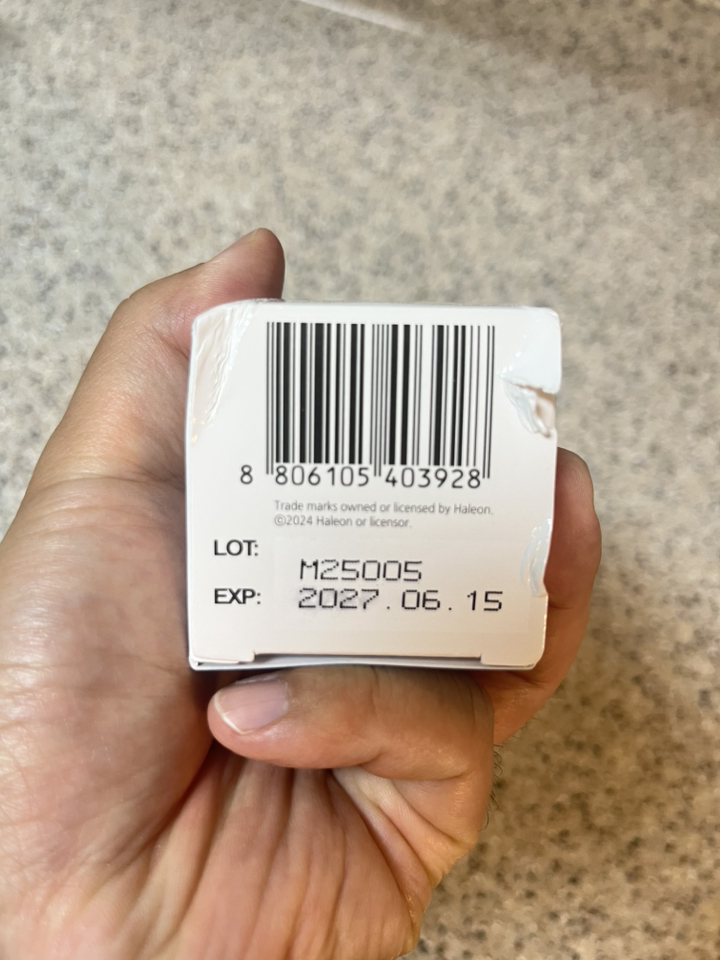 8 806105 403928
Trade marks owned or licensed by Haleon.
©2024 Haleon or licensor.
LOT: M25005
EXP: 2027.06.15